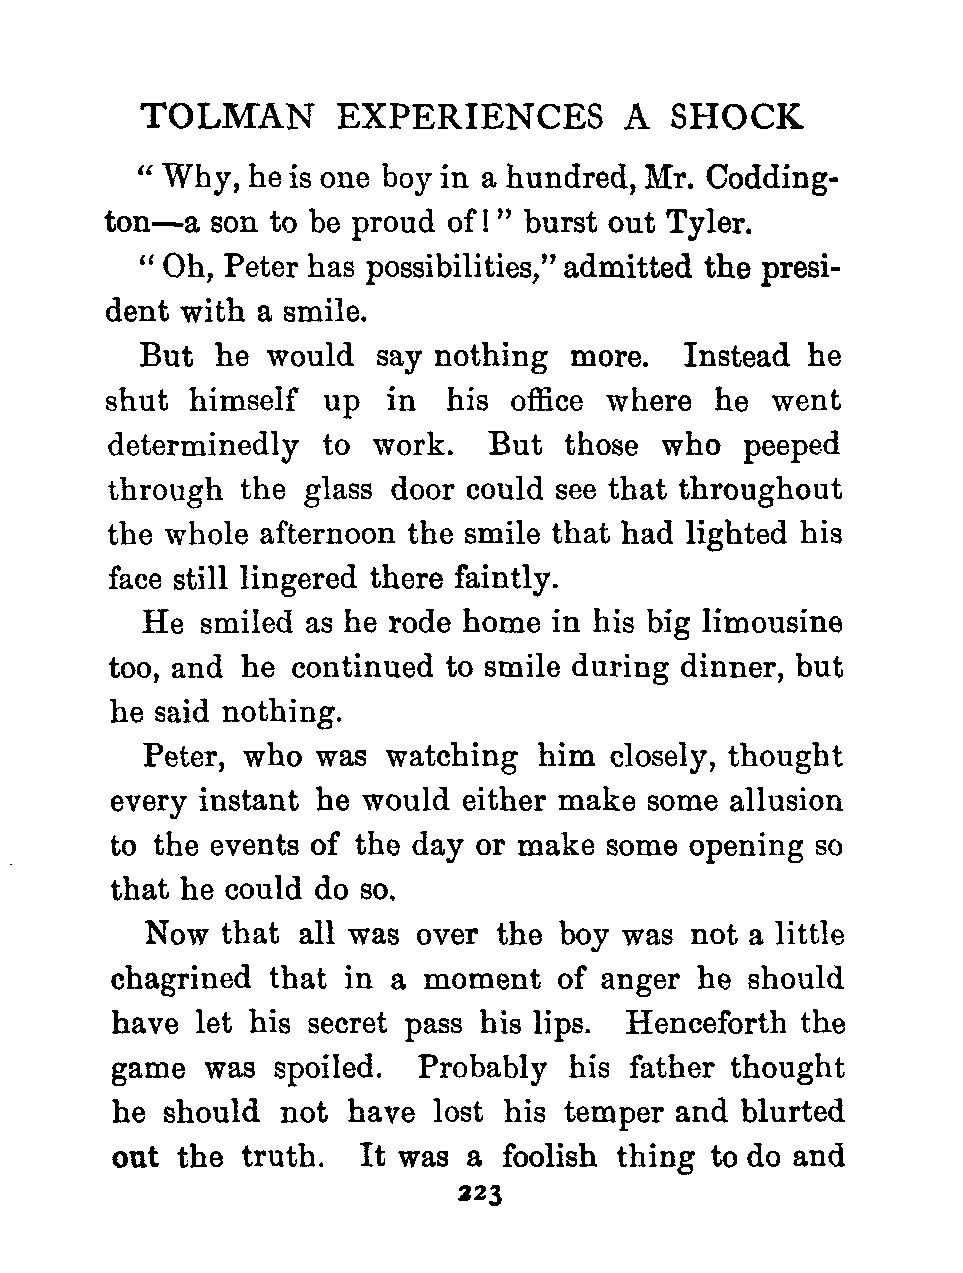 TOLMAN EXPERIENCES A SHOCK
“ Why, he is one boy in a hundred, Mr. Codding-
ton—a son to be proud of! ” burst out Tyler.
“ Oh, Peter has possibilities,” admitted the presi-
dent with a smile.
But he would say nothing more. Instead he
shut himself up in his office where he went
determinedly to work. But those who peeped
through the glass door could see that throughout
the whole afternoon the smile that had lighted his
face still lingered there faintly.
He smiled as he rode home in his big limousine
too, and he continued to smile during dinner, but
he said nothing.
Peter, who was watching him closely, thought
every instant he would either make some allusion
to the events of the day or make some opening so
that he could do so.
Now that all was over the boy was not a little
chagrined that in a moment of anger he should
have let his secret pass his lips. Henceforth the
game was spoiled. Probably his father thought
he should not have lost his temper and blurted
out the truth. It was a foolish thing to do and
223